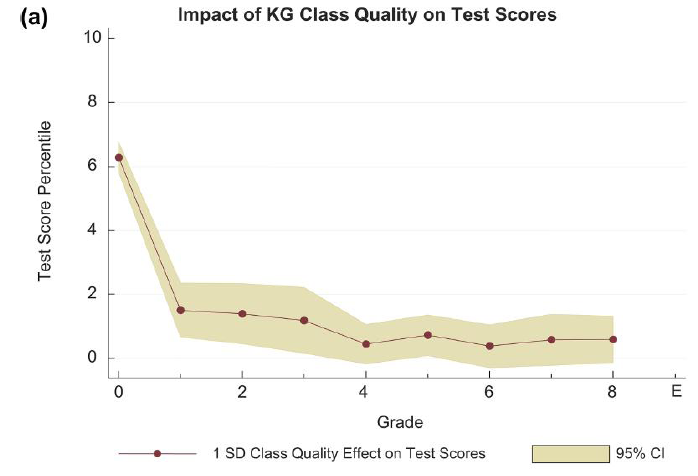 (a)
Impact of KG Class Quality on Test Scores
Test Score Percentile
10
8
6
4
2
0
0 2 4 6 8 E
Grade
1 SD Class Quality Effect on Test Scores 95% CI